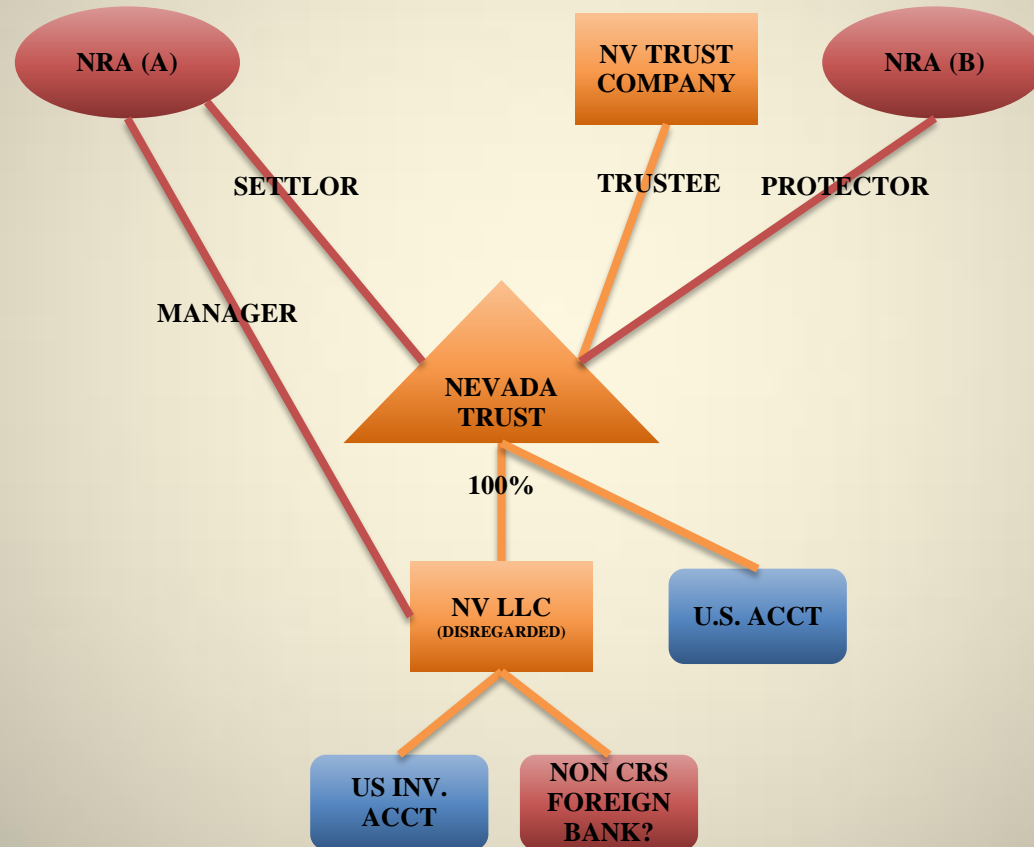 NRA (A)
NV TRUST
COMPANY
NRA (B)
SETTLOR
TRUSTEE
PROTECTOR
MANAGER
NEVADA
TRUST
100%
NV LLC
(DISREGARDED)
U.S. ACCT
US INV.
ACCT
NON CRS
FOREIGN
BANK?